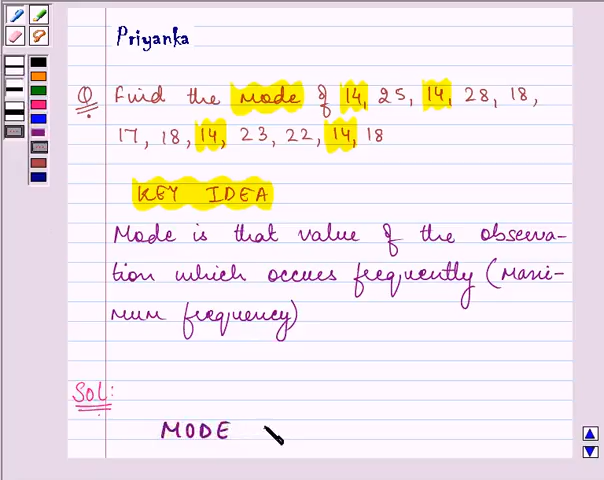 Priyanka
Q Find the mode of 14, 25, 14, 28, 18,
17, 18, 14, 23, 22, 14, 18
KEY IDEA
Mode is that value of the observa-
tion which occues frequently (Maxi-
mum frequency)
Sol:
MODE